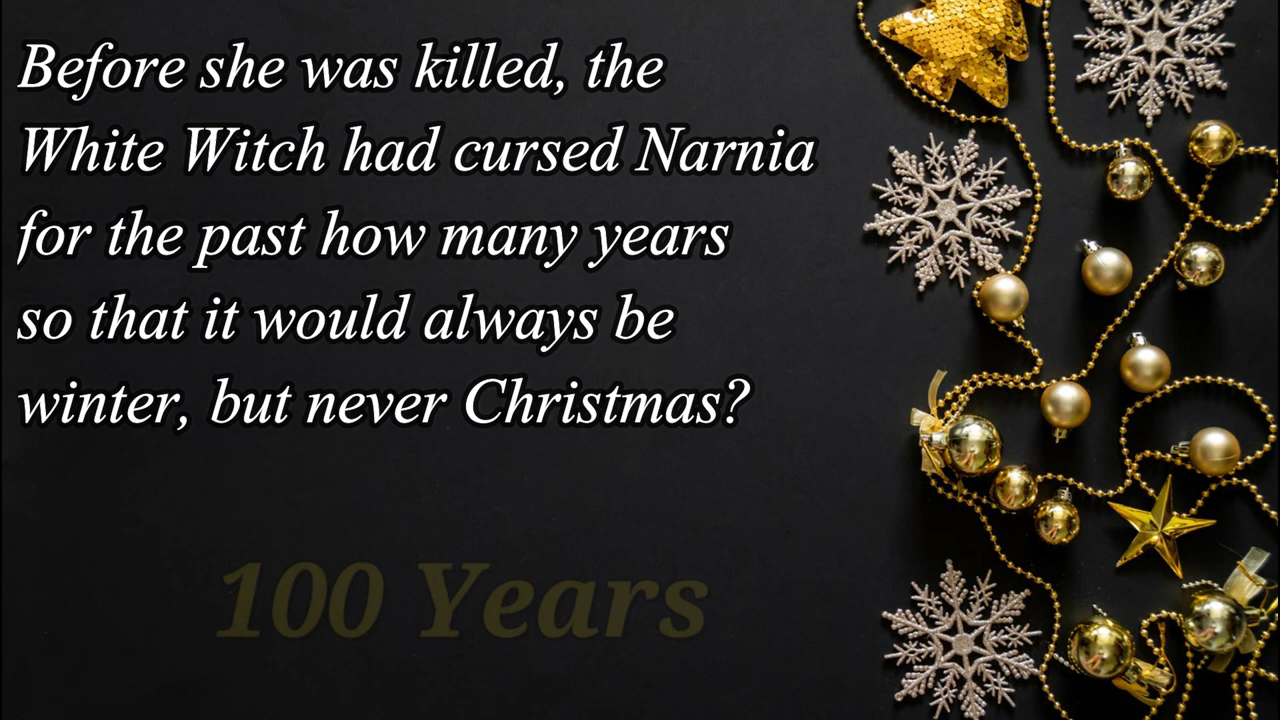 Before she was killed, the
White Witch had cursed Narnia
for the past how many years
so that it would always be
winter, but never Christmas?
100 Years